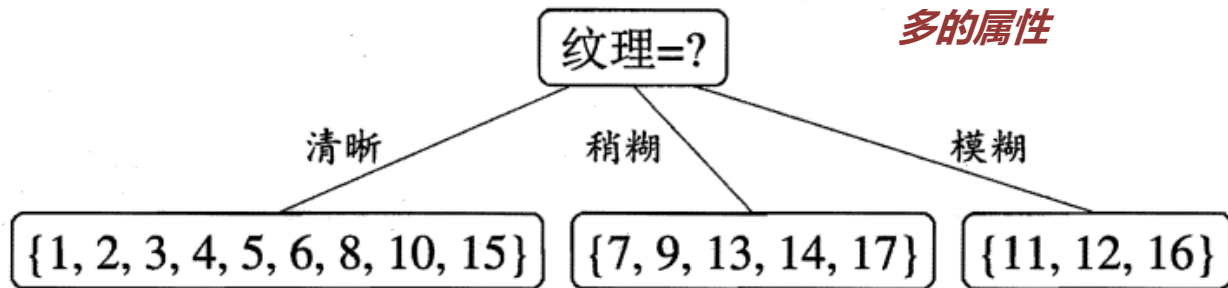 多的属性
纹理=?
清晰 稍糊 模糊
{1, 2, 3, 4, 5, 6, 8, 10, 15} {7, 9, 13, 14, 17} {11, 12, 16}